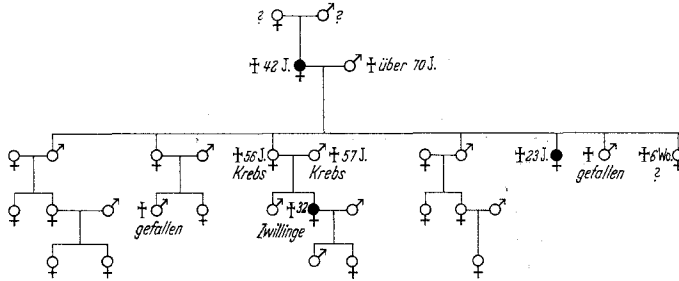 ? ?
✝ 42 J. ✝ über 70 J.
✝ 56 J. ✝ 57 J. ✝ 23 J. ✝ ✝ 6 Wo.
Krebs Krebs gefallen ?
✝ ✝ 32
gefallen Zwillinge